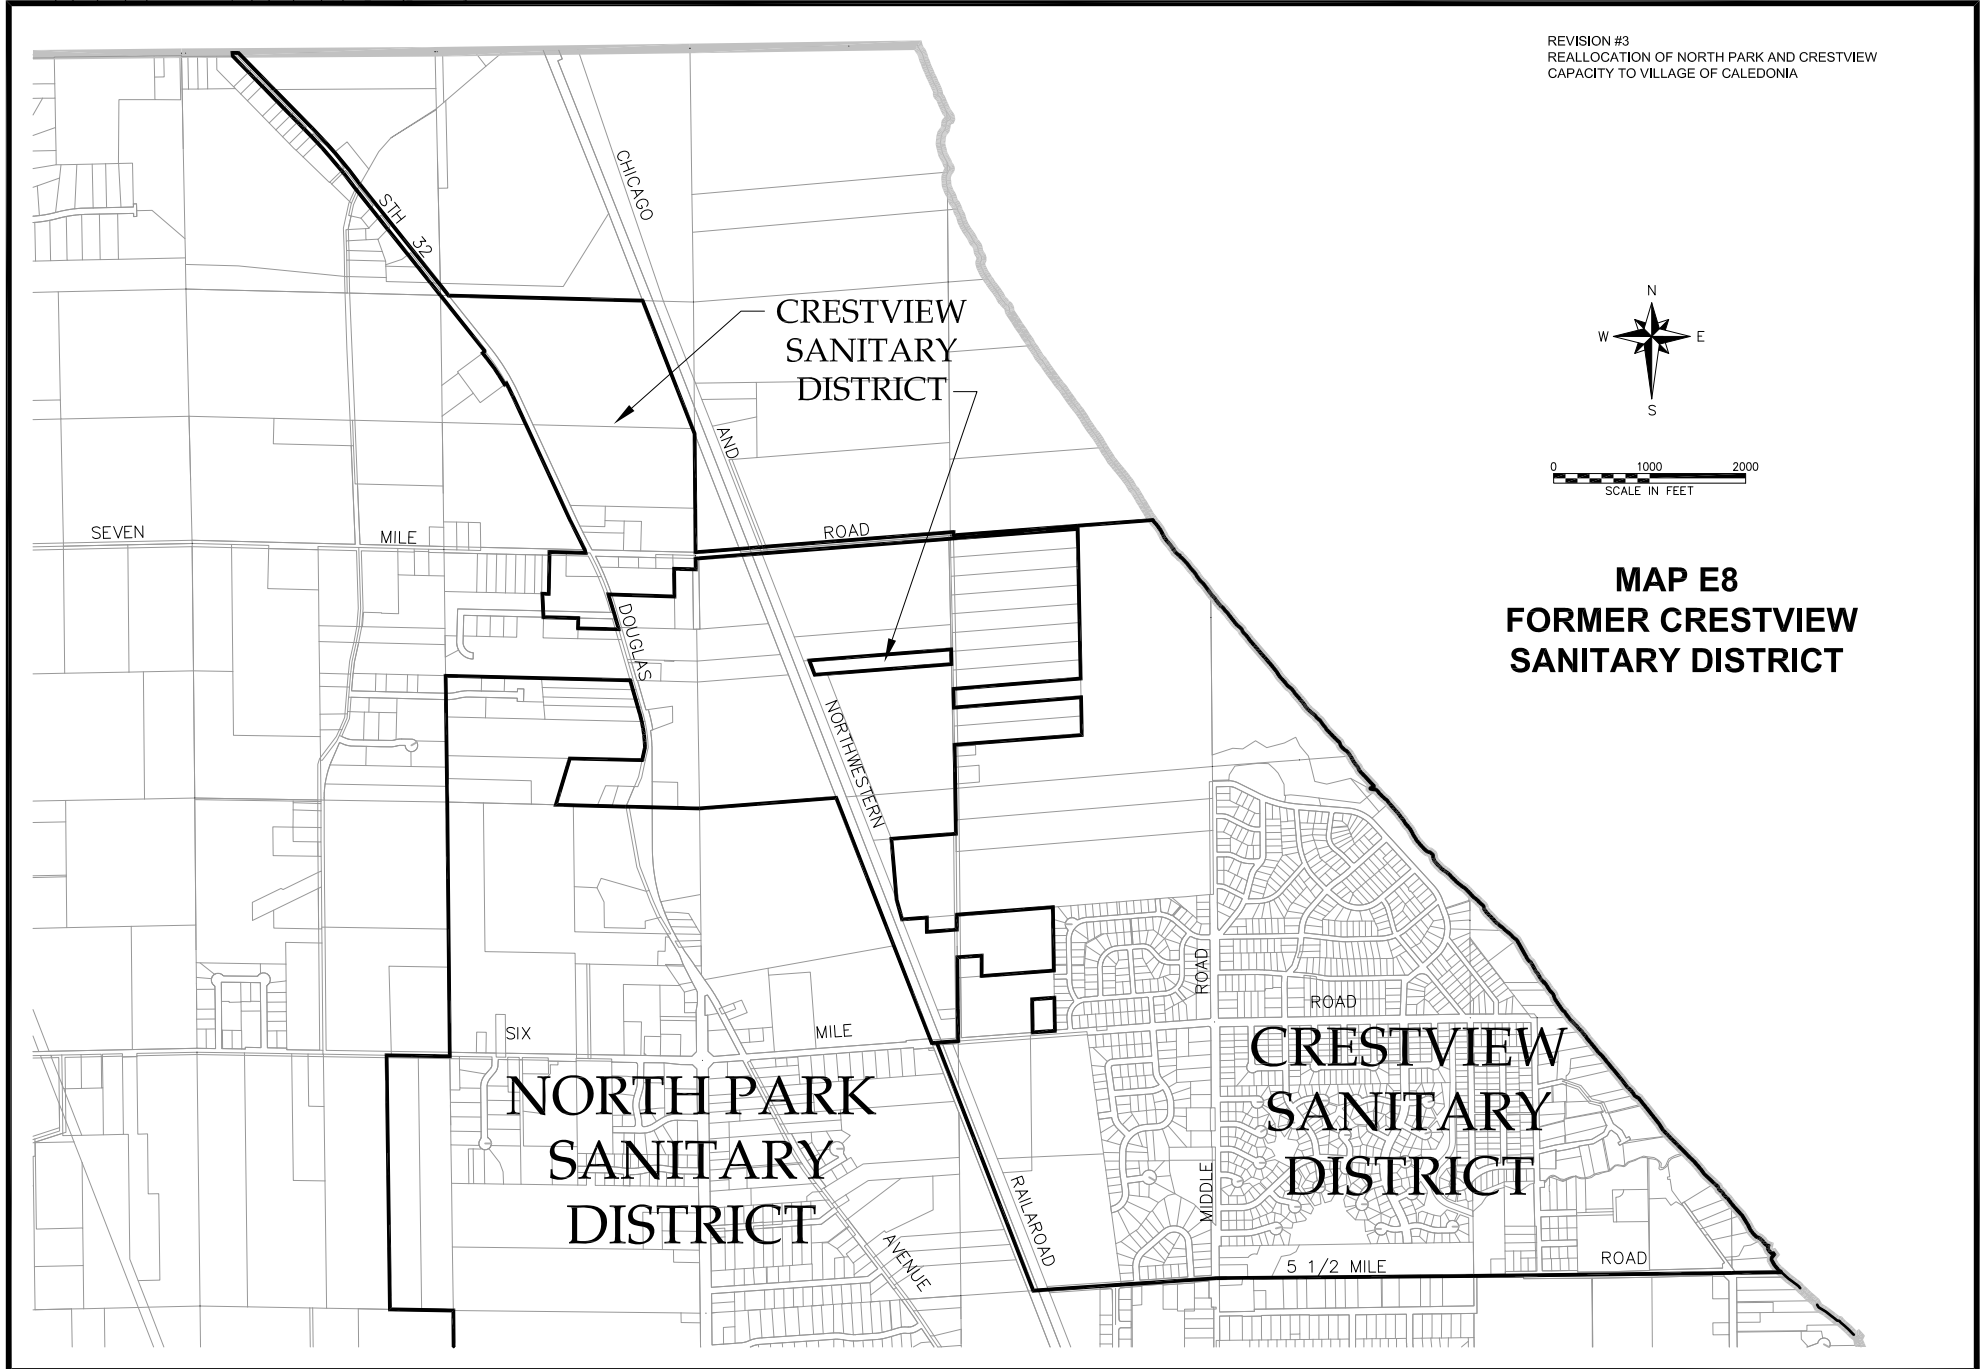 REVISION #3
REALLOCATION OF NORTH PARK AND CRESTVIEW
CAPACITY TO VILLAGE OF CALEDONIA
CHICAGO
STH 32
CRESTVIEW
SANITARY
DISTRICT
N
W E
S
0 1000 2000
SCALE IN FEET
AND
SEVEN MILE ROAD
MAP E8
FORMER CRESTVIEW
SANITARY DISTRICT
DOUGLAS
NORTHWESTERN
ROAD
ROAD
SIX MILE
CRESTVIEW
SANITARY
DISTRICT
NORTH PARK
SANITARY
DISTRICT
MIDDLE
RAILAROAD
AVENUE
5 1/2 MILE ROAD